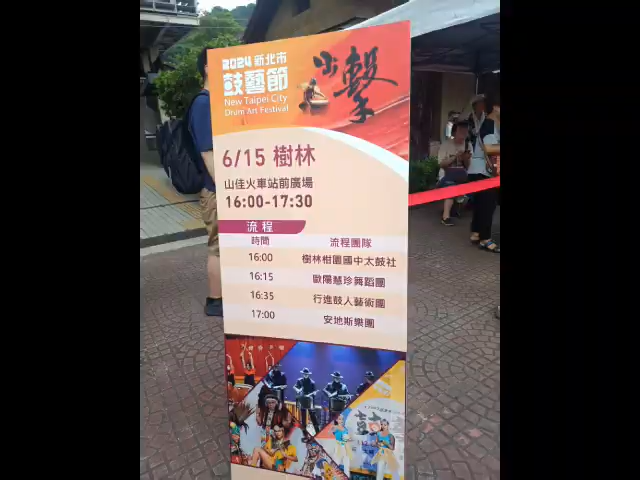 2024 新北市
鼓藝節
New Taipei City
Drum Art Festival
小擊
6/15 樹林
山佳火車站前廣場
16:00-17:30
流程
時間 流程團隊
16:00 樹林柑園國中太鼓社
16:15 歐陽慧珍舞蹈團
16:35 行進鼓人藝術團
17:00 安地斯樂團